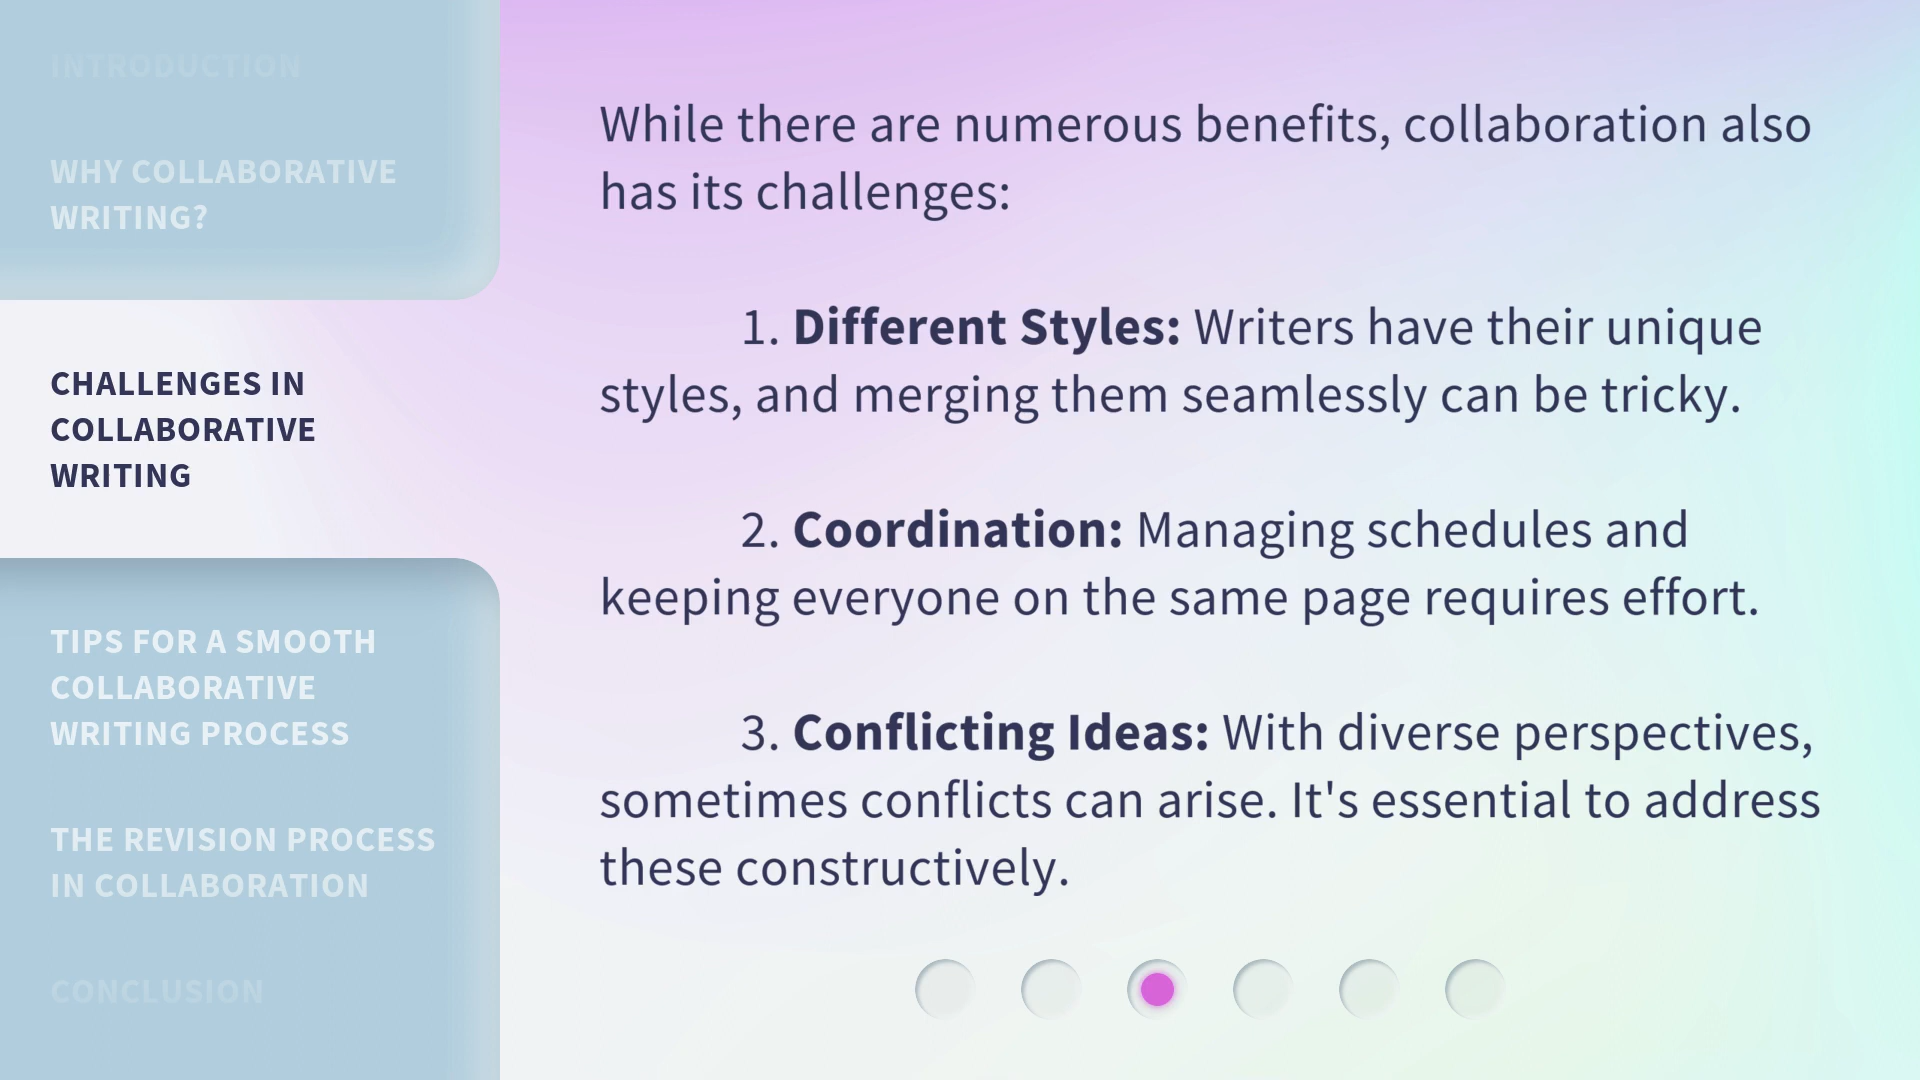 INTRODUCTION
WHY COLLABORATIVE
WRITING?
CHALLENGES IN
COLLABORATIVE
WRITING
TIPS FOR A SMOOTH
COLLABORATIVE
WRITING PROCESS
THE REVISION PROCESS
IN COLLABORATION
CONCLUSION
While there are numerous benefits, collaboration also
has its challenges:
1. Different Styles: Writers have their unique
styles, and merging them seamlessly can be tricky.
2. Coordination: Managing schedules and
keeping everyone on the same page requires effort.
3. Conflicting Ideas: With diverse perspectives,
sometimes conflicts can arise. It's essential to address
these constructively.